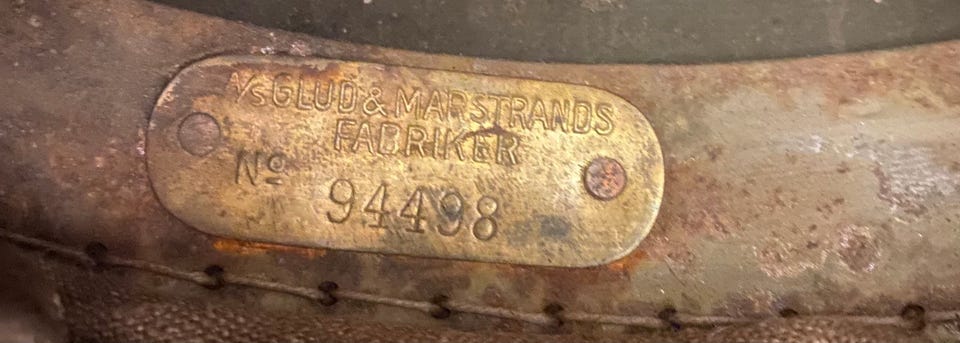 A/S GLUD & MARSTRANDS
FABRIKER
Nº 94498